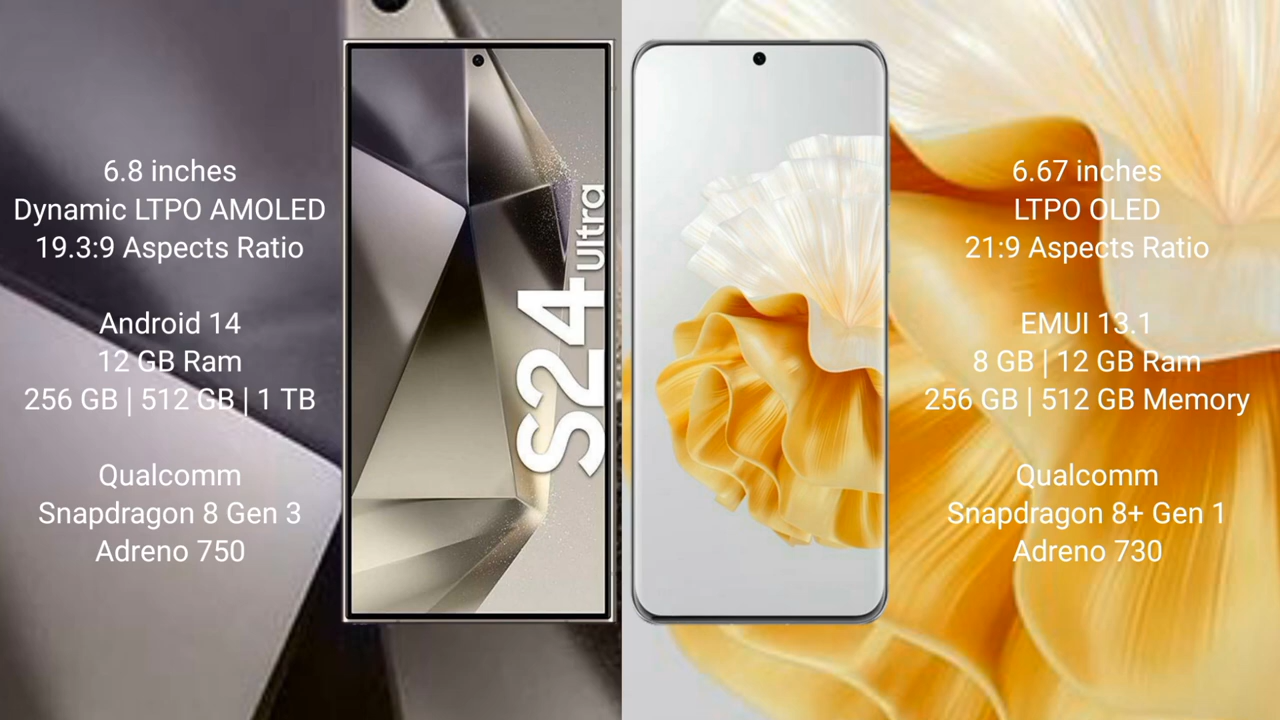 6.8 inches
Dynamic LTPO AMOLED
19.3:9 Aspects Ratio
Android 14
12 GB Ram
256 GB | 512 GB | 1 TB
Qualcomm
Snapdragon 8 Gen 3
Adreno 750
S24 ultra
6.67 inches
LTPO OLED
21:9 Aspects Ratio
EMUI 13.1
8 GB | 12 GB Ram
256 GB | 512 GB Memory
Qualcomm
Snapdragon 8+ Gen 1
Adreno 730